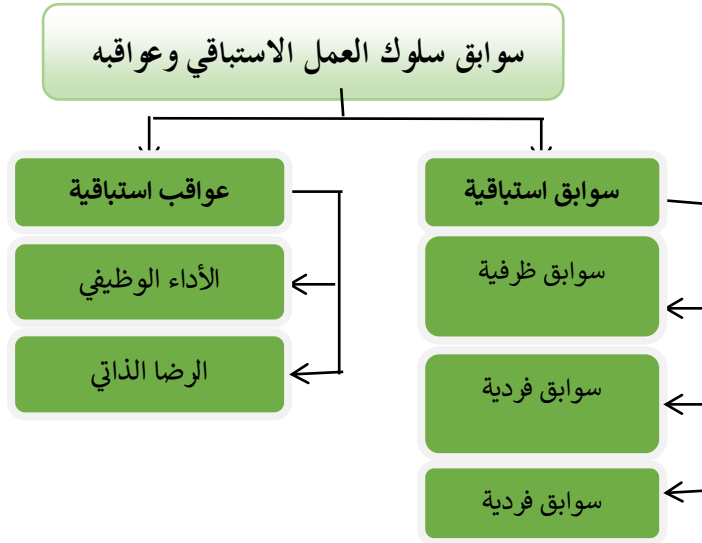 سوابق سلوك العمل الاستباقي وعواقبه
سوابق استباقية
سوابق ظرفية
سوابق فردية
سوابق فردية
عواقب استباقية
الأداء الوظيفي
الرضا الذاتي